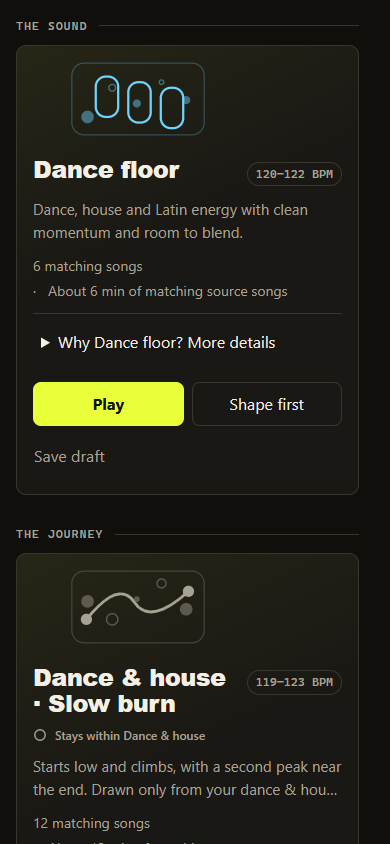 THE SOUND
Dance floor
120–122 BPM
Dance, house and Latin energy with clean
momentum and room to blend.
6 matching songs
· About 6 min of matching source songs
▶ Why Dance floor? More details
Play
Shape first
Save draft
THE JOURNEY
Dance & house
· Slow burn
119–123 BPM
Stays within Dance & house
Starts low and climbs, with a second peak near
the end. Drawn only from your dance & hou...
12 matching songs